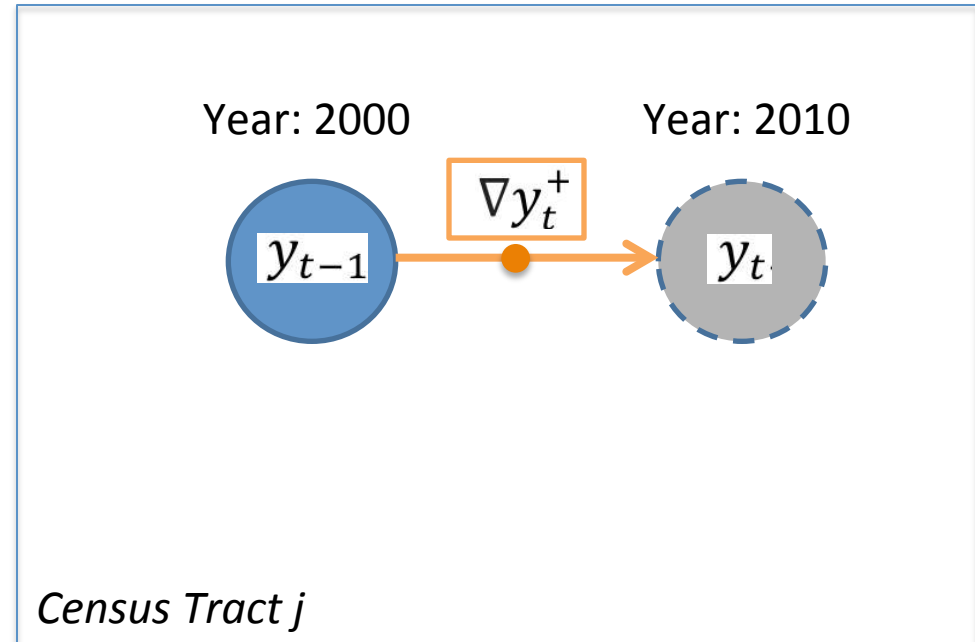 Year: 2000
Year: 2010
∇y_t^+
y_{t−1}
y_t
Census Tract j